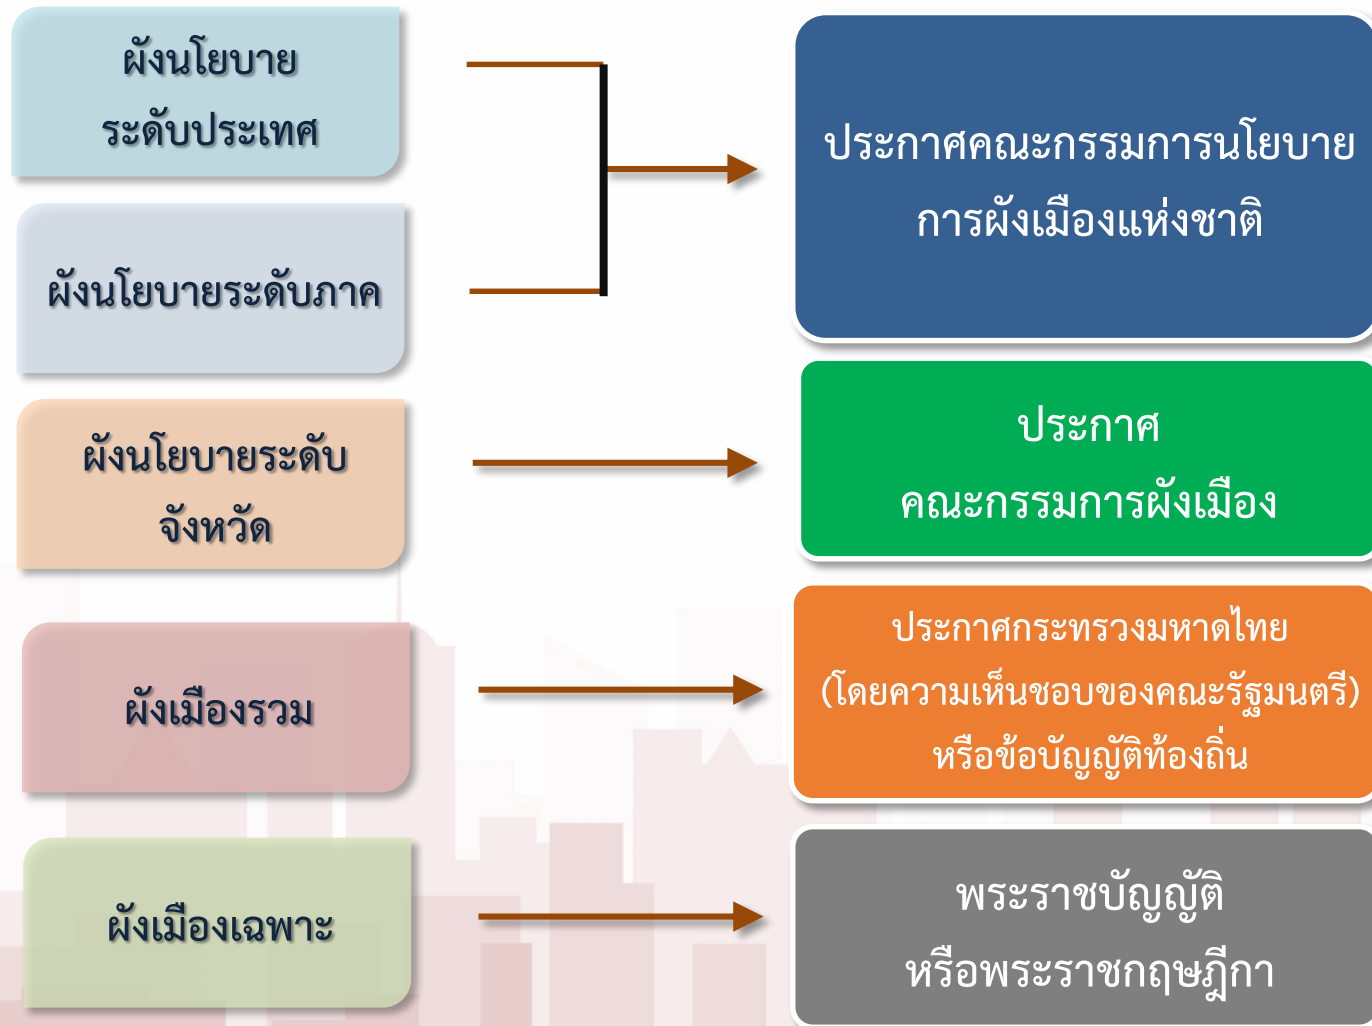 ผังนโยบาย
ระดับประเทศ
ประกาศคณะกรรมการนโยบาย
การผังเมืองแห่งชาติ
ผังนโยบายระดับภาค
ผังนโยบายระดับ
จังหวัด
ประกาศ
คณะกรรมการผังเมือง
ผังเมืองรวม
ประกาศกระทรวงมหาดไทย
(โดยความเห็นชอบของคณะรัฐมนตรี)
หรือข้อบัญญัติท้องถิ่น
ผังเมืองเฉพาะ
พระราชบัญญัติ
หรือพระราชกฤษฎีกา